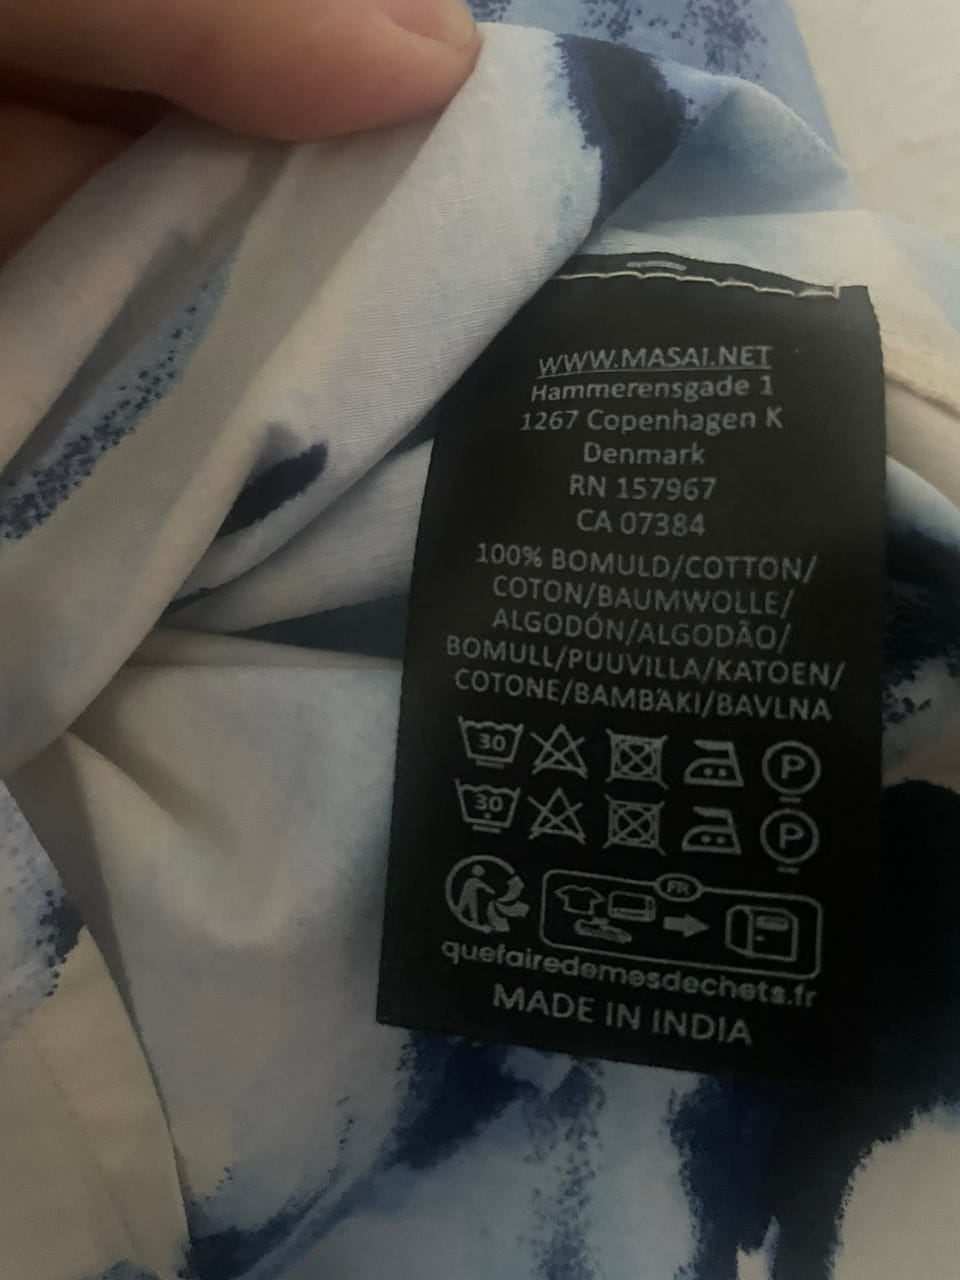 WWW.MASAI.NET
Hammerensgade 1
1267 Copenhagen K
Denmark
RN 157967
CA 07384
100% BOMULD/COTTON/
COTON/BAUMWOLLE/
ALGODÓN/ALGODÃO/
BOMULL/PUUVILLA/KATOEN/
COTONE/BAMBAKI/BAVLNA
30 P
30 P
FR
quefairedemesdechets.fr
MADE IN INDIA